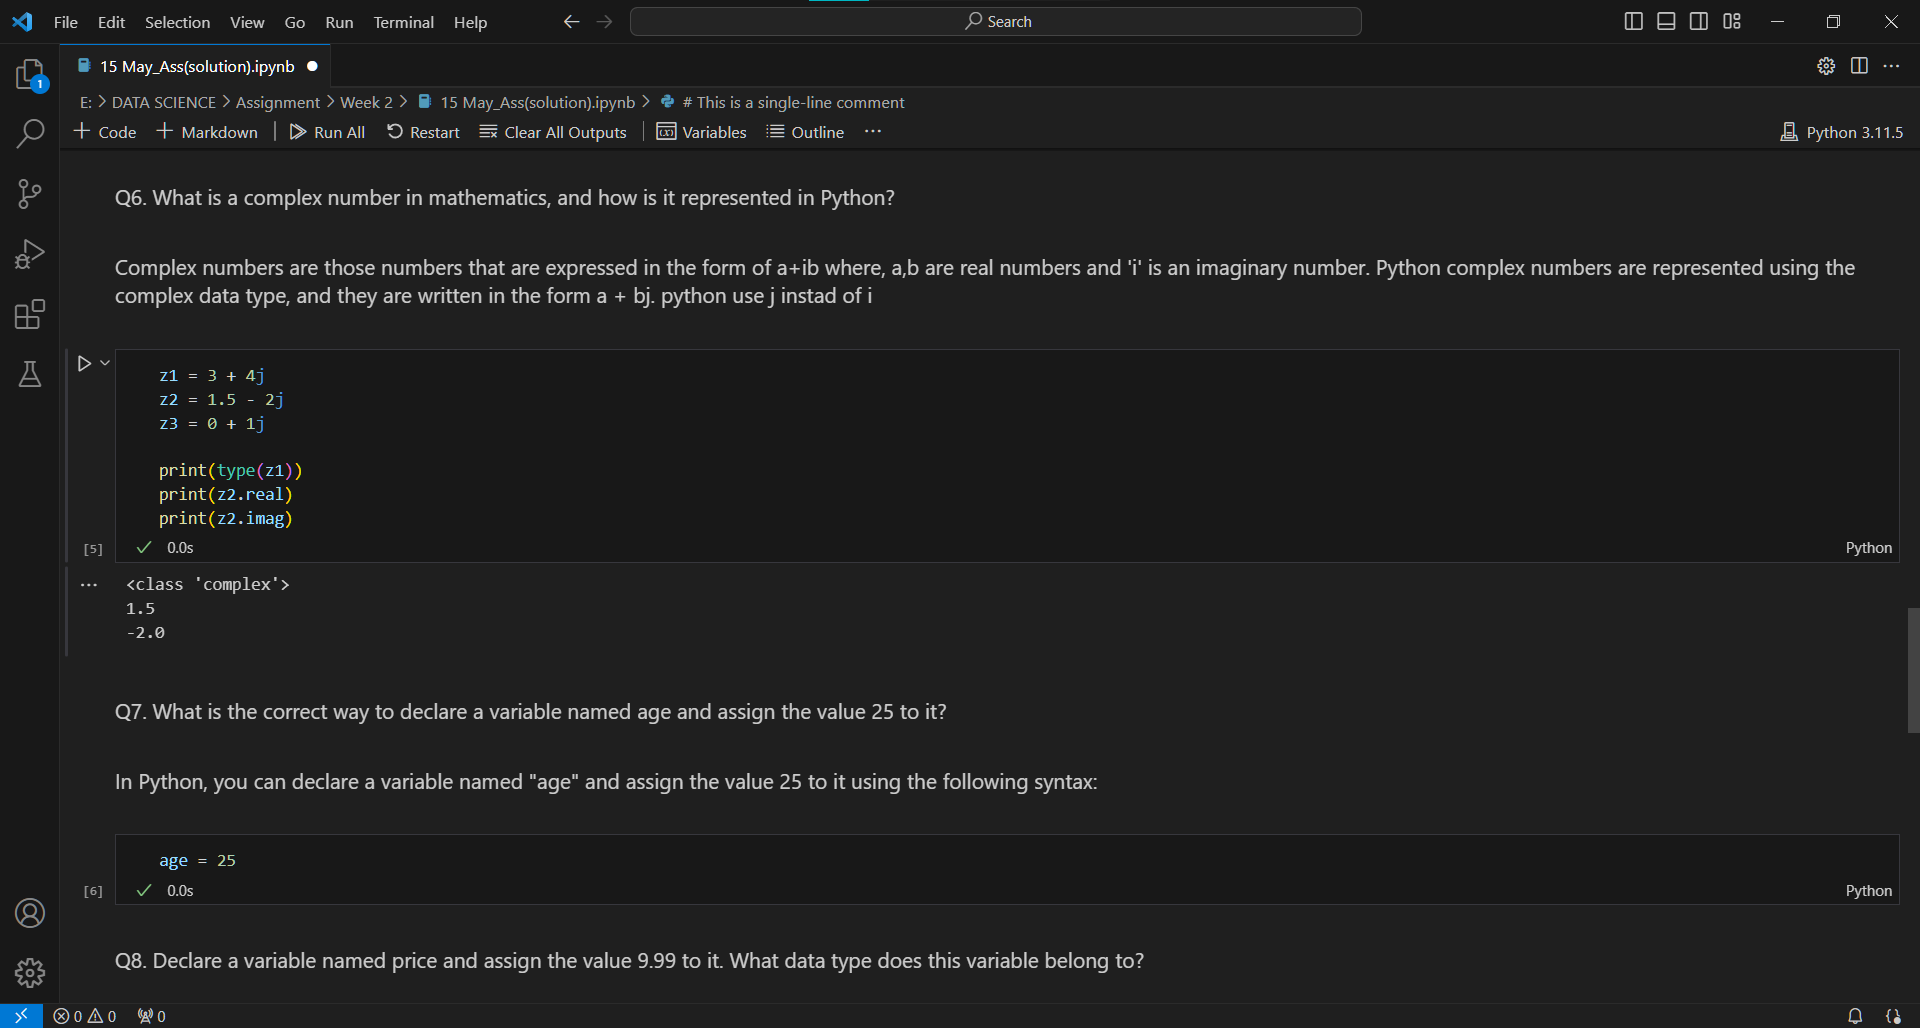 File Edit Selection View Go Run Terminal Help Search
15 May_Ass(solution).ipynb
1
E: > DATA SCIENCE > Assignment > Week 2 > 15 May_Ass(solution).ipynb > # This is a single-line comment
+ Code + Markdown | Run All Restart Clear All Outputs | Variables Outline ··· Python 3.11.5
Q6. What is a complex number in mathematics, and how is it represented in Python?
Complex numbers are those numbers that are expressed in the form of a+ib where, a,b are real numbers and 'i' is an imaginary number. Python complex numbers are represented using the
complex data type, and they are written in the form a + bj. python use j instad of i
z1 = 3 + 4j
z2 = 1.5 - 2j
z3 = 0 + 1j
print(type(z1))
print(z2.real)
print(z2.imag)
[5] 0.0s Python
··· <class 'complex'>
1.5
-2.0
Q7. What is the correct way to declare a variable named age and assign the value 25 to it?
In Python, you can declare a variable named "age" and assign the value 25 to it using the following syntax:
age = 25
[6] 0.0s Python
Q8. Declare a variable named price and assign the value 9.99 to it. What data type does this variable belong to?
0 0 0